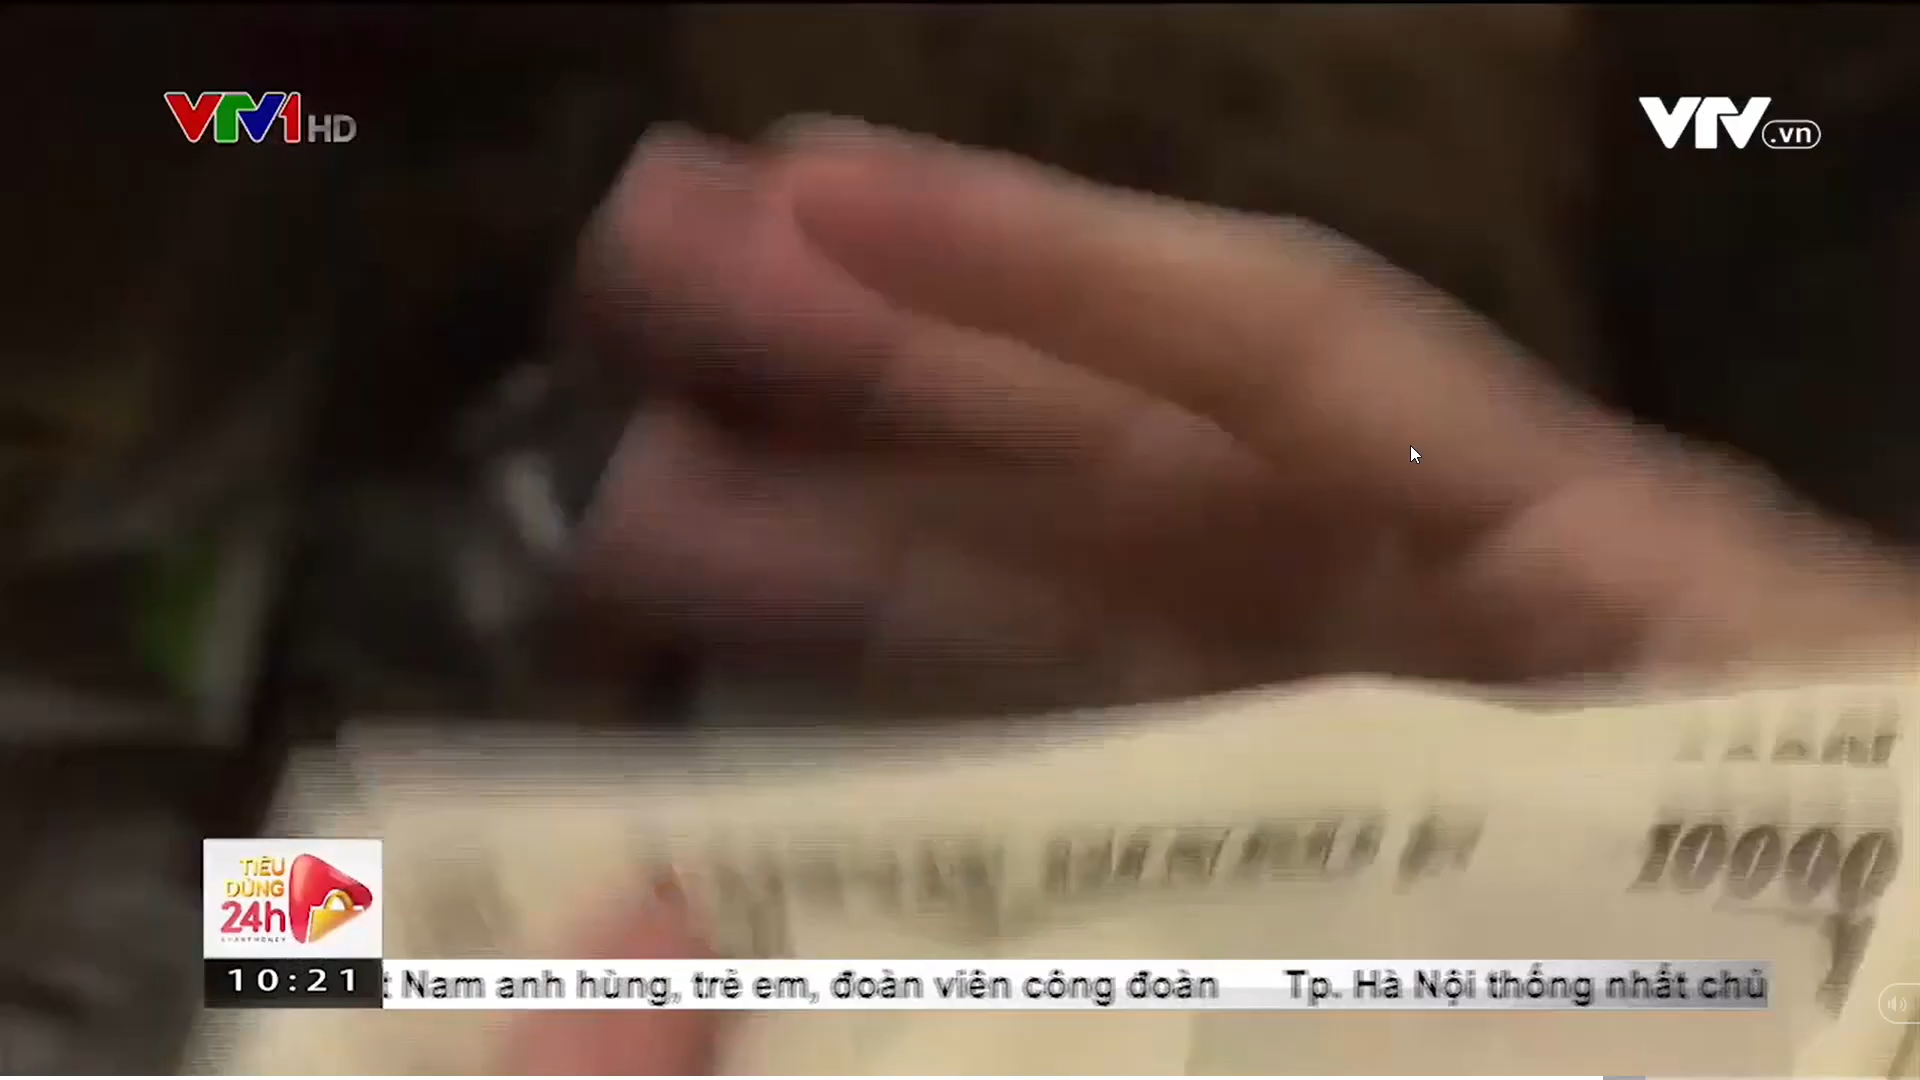 VTV1 HD
VTV.vn
TIÊU
DÙNG
24h
10:21
t Nam anh hùng, trẻ em, đoàn viên công đoàn Tp. Hà Nội thống nhất chủ
10000